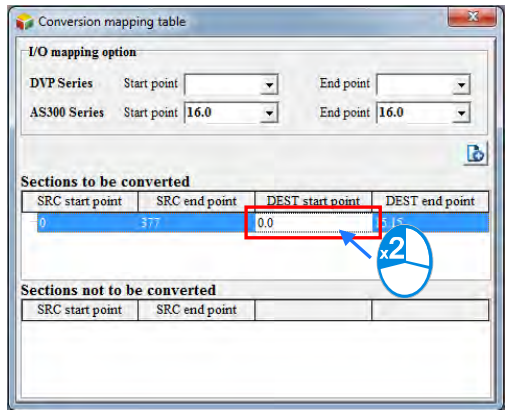 Conversion mapping table
I/O mapping option
DVP Series Start point End point
AS300 Series Start point 16.0 End point 16.0
Sections to be converted
SRC start point SRC end point DEST start point DEST end point
0 377 0.0 15.15
x2
Sections not to be converted
SRC start point SRC end point